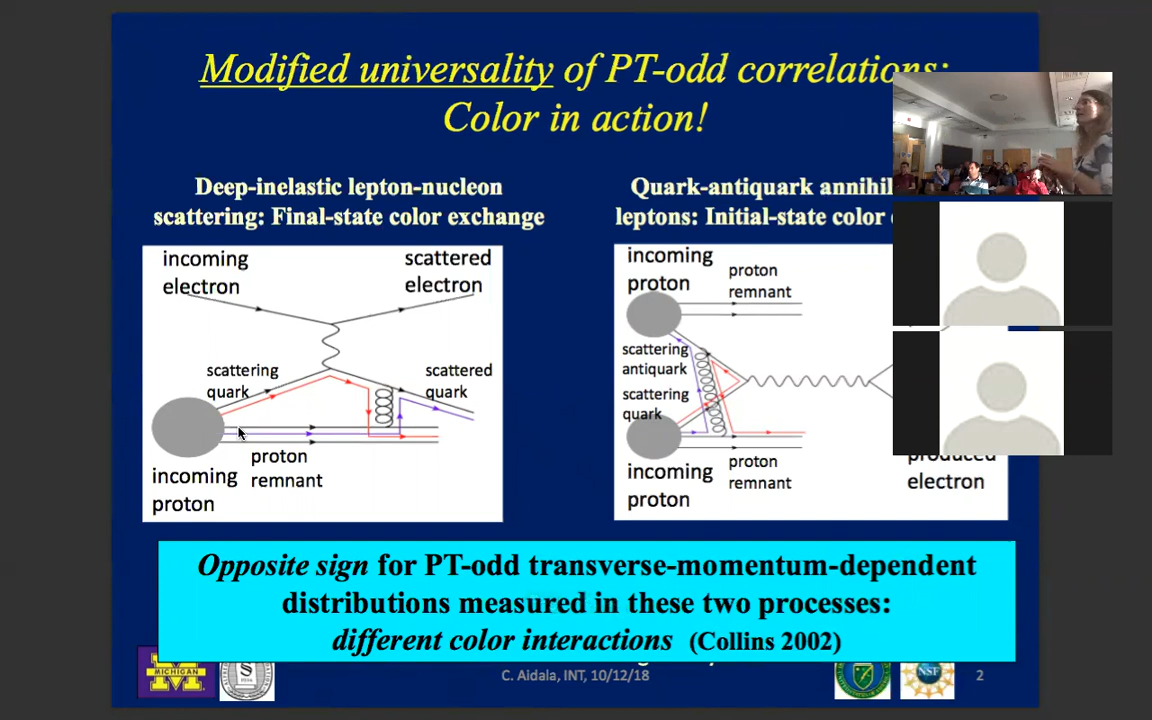 Modified universality of PT-odd correlations:
Color in action!
Deep-inelastic lepton-nucleon
scattering: Final-state color exchange
incoming
electron
scattered
electron
scattering
quark
scattered
quark
proton
remnant
incoming
proton
Quark-antiquark
leptons: Initial-state color
incoming
proton
proton
remnant
scattering
antiquark
scattering
quark
incoming
proton
proton
remnant
produced
electron
Opposite sign for PT-odd transverse-momentum-dependent
distributions measured in these two processes:
different color interactions (Collins 2002)
MICHIGAN
C. Aidala, INT, 10/12/18
NSF
2